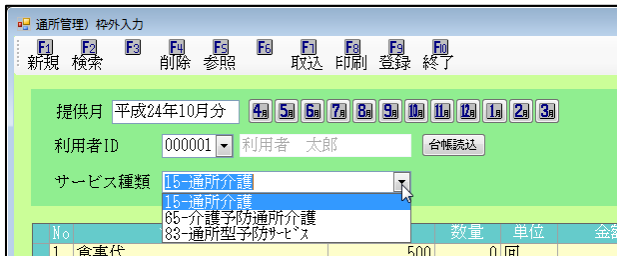 通所管理）枠外入力
F1 F2 F3 F4 F5 F6 F7 F8 F9 F10
新規 検索 削除 参照 取込 印刷 登録 終了
提供月 平成24年10月分 4月 5月 6月 7月 8月 9月 10月 11月 12月 1月 2月 3月
利用者ID 000001 利用者 太郎 台帳読込
サービス種類 15-通所介護
15-通所介護
65-介護予防通所介護
83-通所型予防ｻｰﾋﾞｽ
No 数量 単位
1 食事代 500 0 回